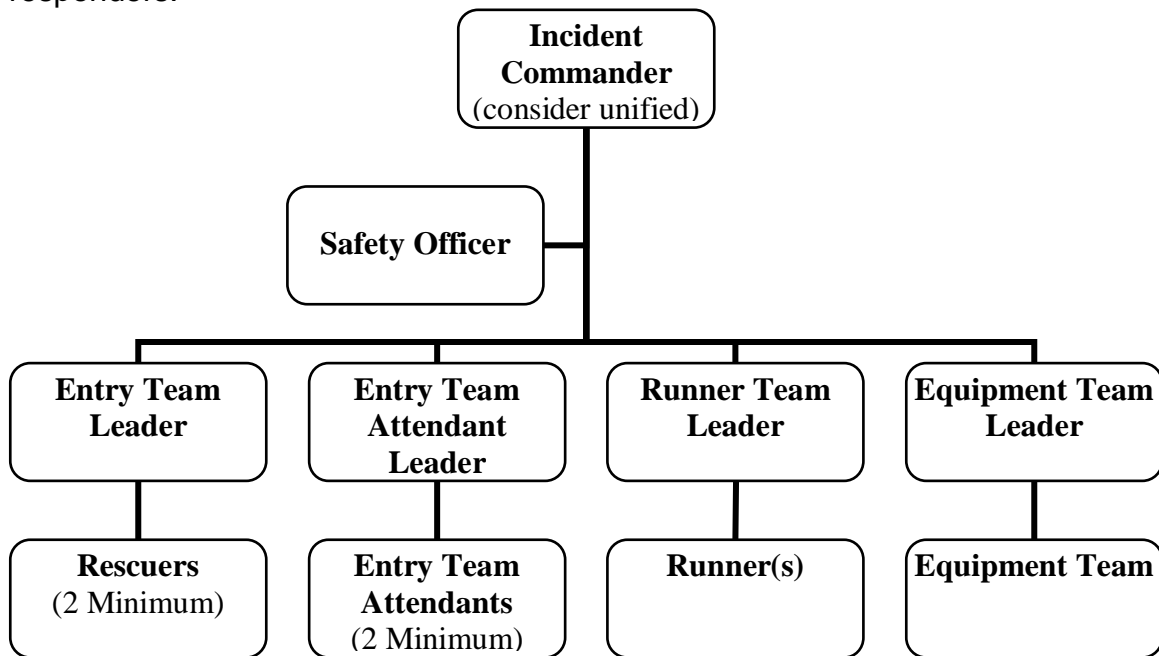 responders.
Incident
Commander
(consider unified)
Safety Officer
Entry Team
Leader
Entry Team
Attendant
Leader
Runner Team
Leader
Equipment Team
Leader
Rescuers
(2 Minimum)
Entry Team
Attendants
(2 Minimum)
Runner(s)
Equipment Team